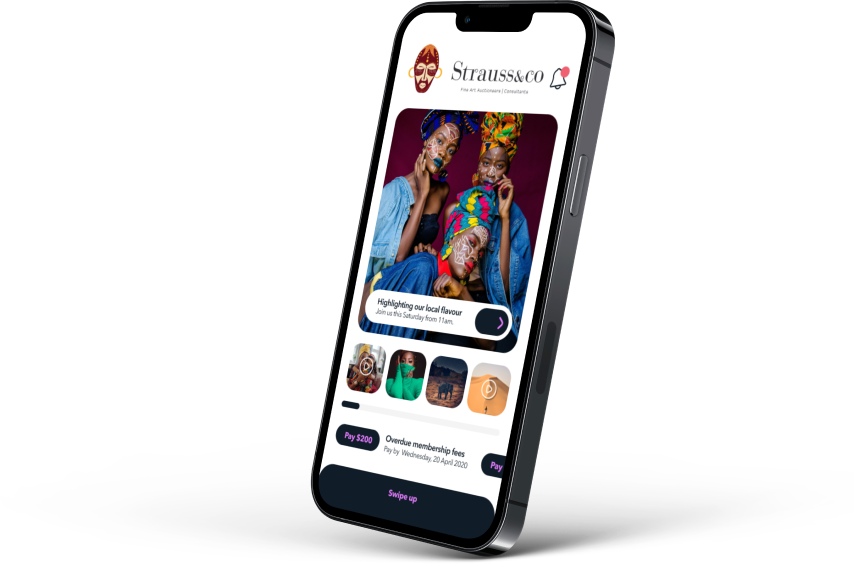 Strauss&co
Fine Art Auctioneers | Consultants
Highlighting our local flavour
Join us this Saturday from 11am.
Pay $200
Overdue membership fees
Pay by Wednesday, 20 April 2020
Pay
Swipe up